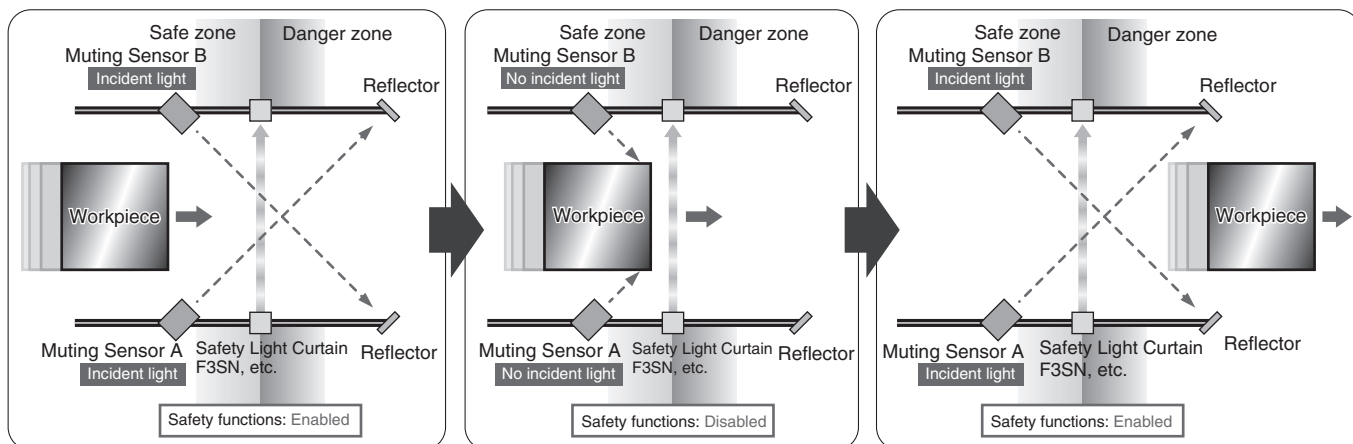 Safe zone
Danger zone
Muting Sensor B
Incident light
Reflector
Workpiece
Muting Sensor A
Incident light
Safety Light Curtain
F3SN, etc.
Reflector
Safety functions: Enabled
Safe zone
Danger zone
Muting Sensor B
No incident light
Reflector
Workpiece
Muting Sensor A
No incident light
Safety Light Curtain
F3SN, etc.
Reflector
Safety functions: Disabled
Safe zone
Danger zone
Muting Sensor B
Incident light
Reflector
Workpiece
Muting Sensor A
Incident light
Safety Light Curtain
F3SN, etc.
Reflector
Safety functions: Enabled